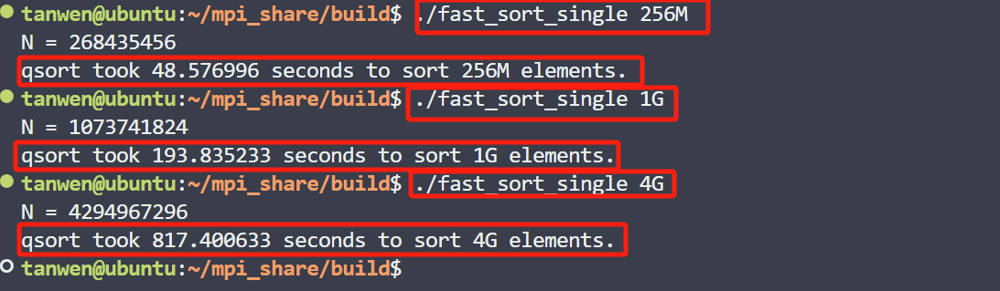 tanwen@ubuntu:~/mpi_share/build$ ./fast_sort_single 256M
N = 268435456
qsort took 48.576996 seconds to sort 256M elements.
tanwen@ubuntu:~/mpi_share/build$ ./fast_sort_single 1G
N = 1073741824
qsort took 193.835233 seconds to sort 1G elements.
tanwen@ubuntu:~/mpi_share/build$ ./fast_sort_single 4G
N = 4294967296
qsort took 817.400633 seconds to sort 4G elements.
tanwen@ubuntu:~/mpi_share/build$